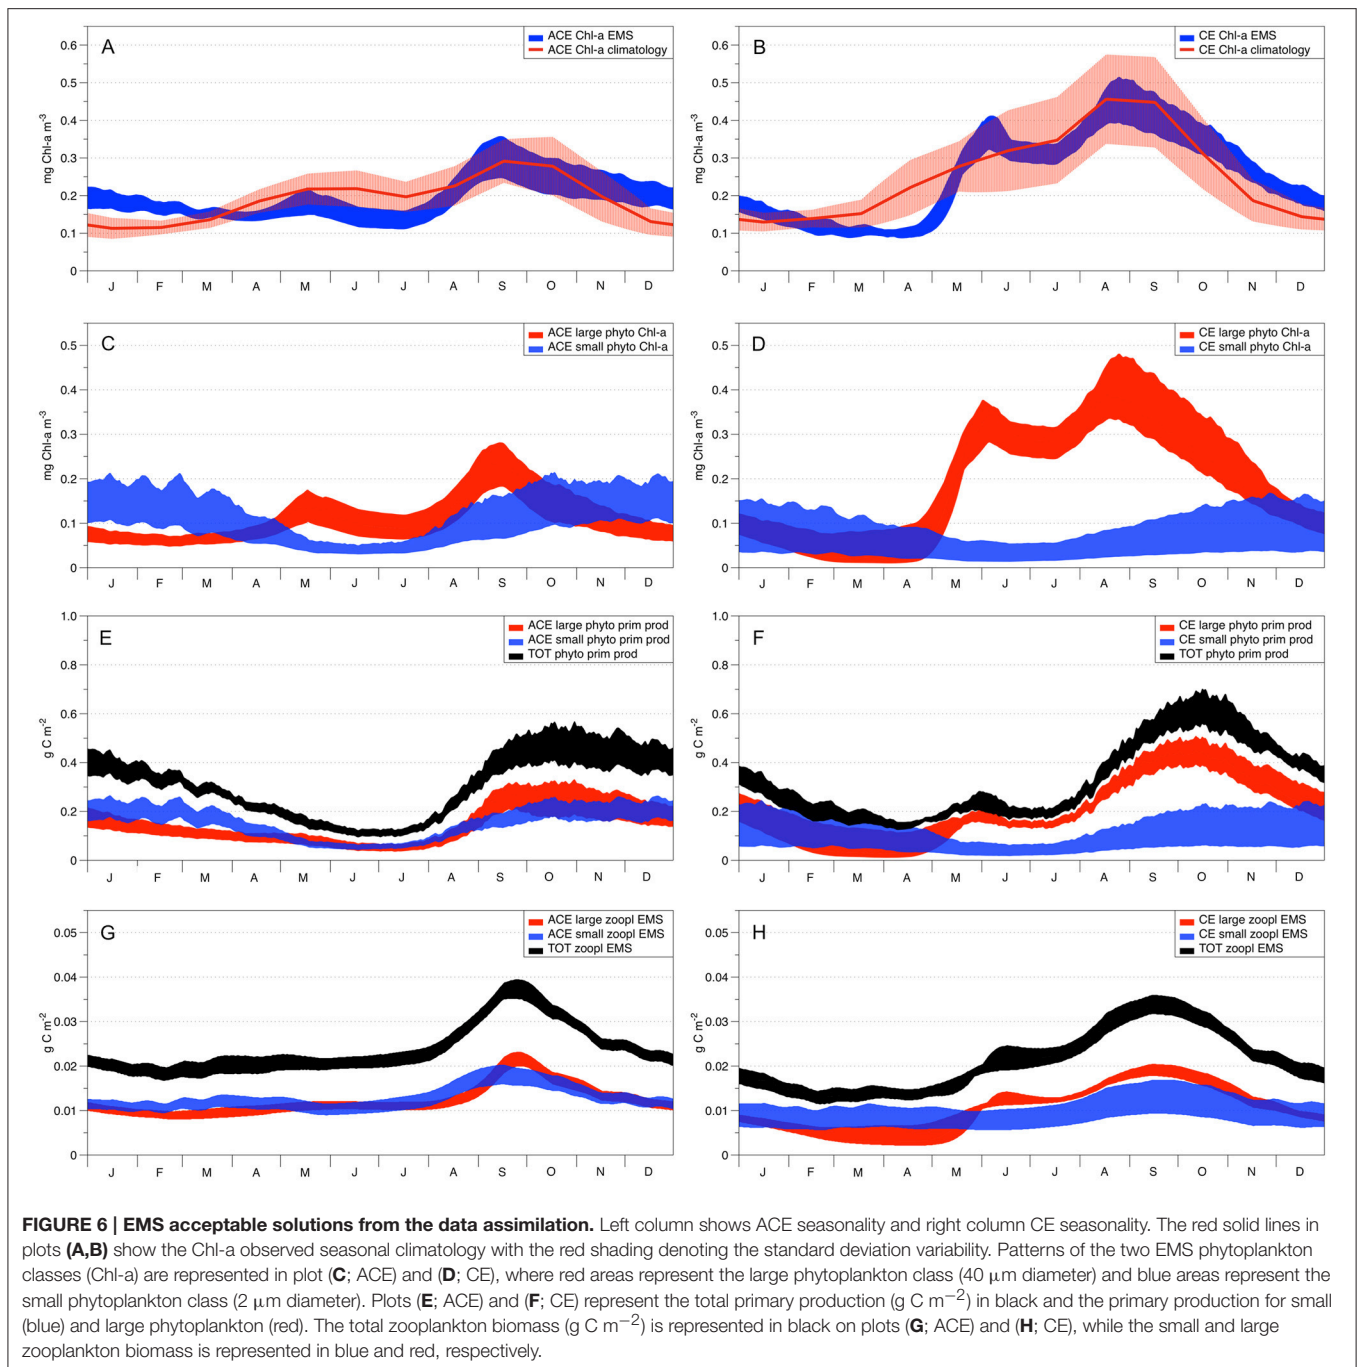 A
ACE Chl-a EMS
ACE Chl-a climatology
mg Chl-a m⁻³
0.6
0.5
0.4
0.3
0.2
0.1
0
J F M A M J J A S O N D
B
CE Chl-a EMS
CE Chl-a climatology
mg Chl-a m⁻³
0.6
0.5
0.4
0.3
0.2
0.1
0
J F M A M J J A S O N D
C
ACE large phyto Chl-a
ACE small phyto Chl-a
mg Chl-a m⁻³
0.5
0.4
0.3
0.2
0.1
0
J F M A M J J A S O N D
D
CE large phyto Chl-a
CE small phyto Chl-a
mg Chl-a m⁻³
0.5
0.4
0.3
0.2
0.1
0
J F M A M J J A S O N D
E
ACE large phyto prim prod
ACE small phyto prim prod
TOT phyto prim prod
g C m⁻²
1.0
0.8
0.6
0.4
0.2
0
J F M A M J J A S O N D
F
CE large phyto prim prod
CE small phyto prim prod
TOT phyto prim prod
g C m⁻²
1.0
0.8
0.6
0.4
0.2
0
J F M A M J J A S O N D
G
ACE large zoopl EMS
ACE small zoopl EMS
TOT zoopl EMS
g C m⁻²
0.05
0.04
0.03
0.02
0.01
0
J F M A M J J A S O N D
H
CE large zoopl EMS
CE small zoopl EMS
TOT zoopl EMS
g C m⁻²
0.05
0.04
0.03
0.02
0.01
0
J F M A M J J A S O N D
FIGURE 6 | EMS acceptable solutions from the data assimilation. Left column shows ACE seasonality and right column CE seasonality. The red solid lines in
plots (A,B) show the Chl-a observed seasonal climatology with the red shading denoting the standard deviation variability. Patterns of the two EMS phytoplankton
classes (Chl-a) are represented in plot (C; ACE) and (D; CE), where red areas represent the large phytoplankton class (40 μm diameter) and blue areas represent the
small phytoplankton class (2 μm diameter). Plots (E; ACE) and (F; CE) represent the total primary production (g C m⁻²) in black and the primary production for small
(blue) and large phytoplankton (red). The total zooplankton biomass (g C m⁻²) is represented in black on plots (G; ACE) and (H; CE), while the small and large
zooplankton biomass is represented in blue and red, respectively.